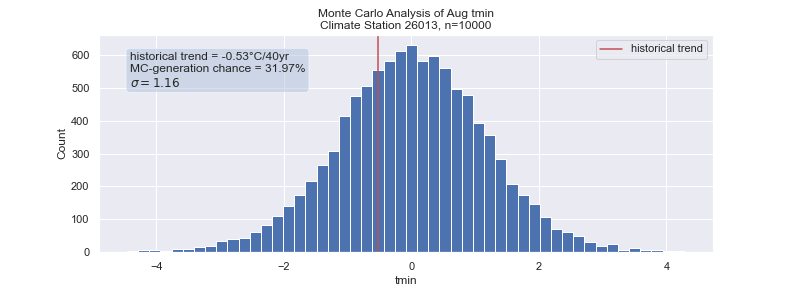 Monte Carlo Analysis of Aug tmin
Climate Station 26013, n=10000
historical trend = -0.53°C/40yr
MC-generation chance = 31.97%
σ = 1.16
historical trend
600
500
400
300
200
100
0
Count
−4
−2
0
2
4
tmin